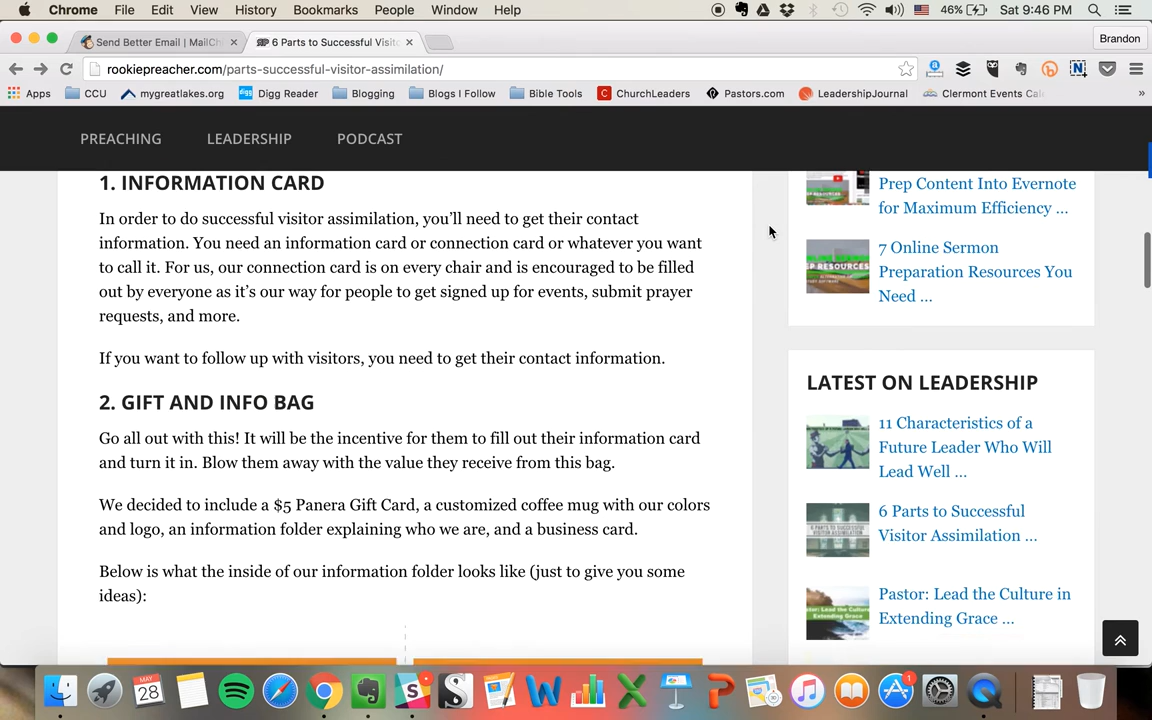 Chrome File Edit View History Bookmarks People Window Help 46% Sat 9:46 PM
Send Better Email | MailCh 6 Parts to Successful Visito Brandon
rookiepreacher.com/parts-successful-visitor-assimilation/
Apps CCU mygreatlakes.org Digg Reader Blogging Blogs I Follow Bible Tools ChurchLeaders Pastors.com LeadershipJournal Clermont Events Cal »
PREACHING LEADERSHIP PODCAST
1. INFORMATION CARD
In order to do successful visitor assimilation, you'll need to get their contact
information. You need an information card or connection card or whatever you want
to call it. For us, our connection card is on every chair and is encouraged to be filled
out by everyone as it's our way for people to get signed up for events, submit prayer
requests, and more.
If you want to follow up with visitors, you need to get their contact information.
2. GIFT AND INFO BAG
Go all out with this! It will be the incentive for them to fill out their information card
and turn it in. Blow them away with the value they receive from this bag.
We decided to include a $5 Panera Gift Card, a customized coffee mug with our colors
and logo, an information folder explaining who we are, and a business card.
Below is what the inside of our information folder looks like (just to give you some
ideas):
Prep Content Into Evernote
for Maximum Efficiency ...
7 Online Sermon
Preparation Resources You
Need ...
LATEST ON LEADERSHIP
11 Characteristics of a
Future Leader Who Will
Lead Well ...
6 Parts to Successful
Visitor Assimilation ...
Pastor: Lead the Culture in
Extending Grace ...
MAY
28